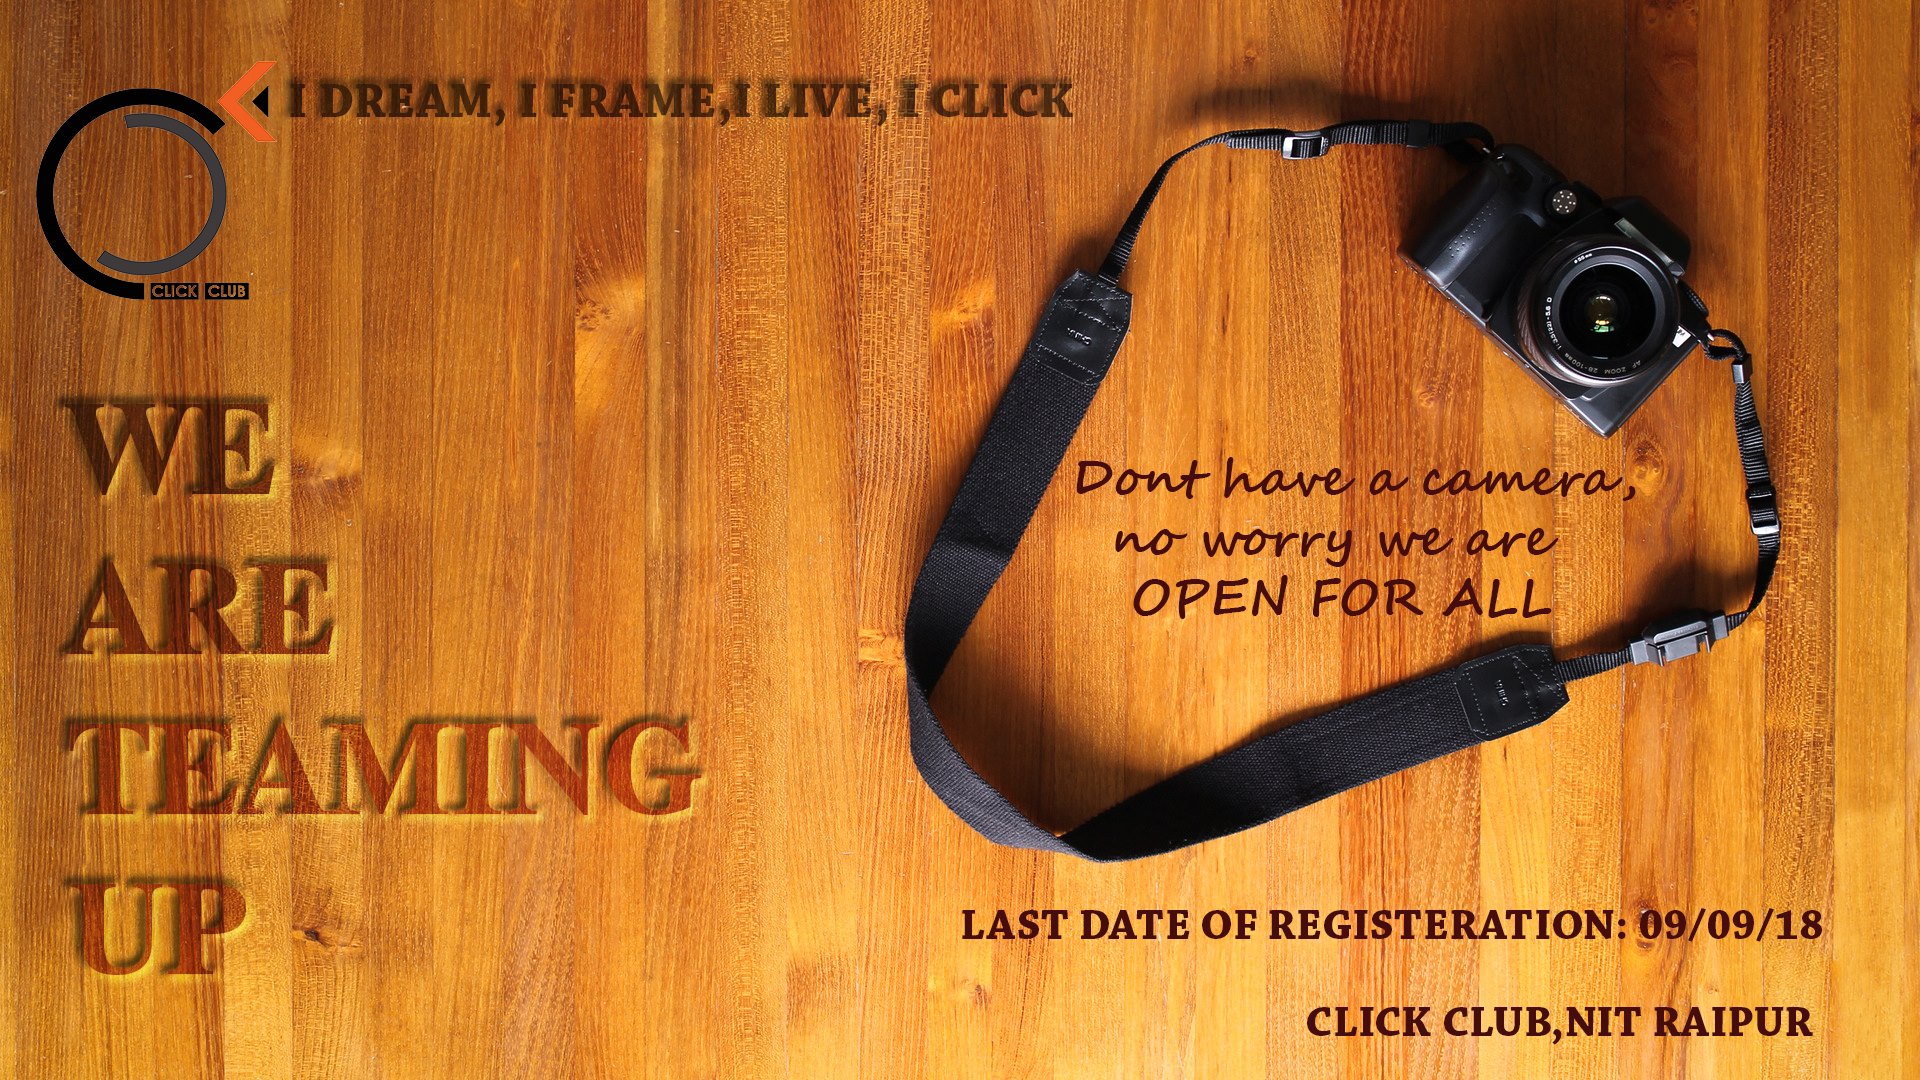 I DREAM, I FRAME,I LIVE, I CLICK
CLICK CLUB
WE
ARE
TEAMING
UP
Dont have a camera,
no worry we are
OPEN FOR ALL
LAST DATE OF REGISTERATION: 09/09/18
CLICK CLUB,NIT RAIPUR